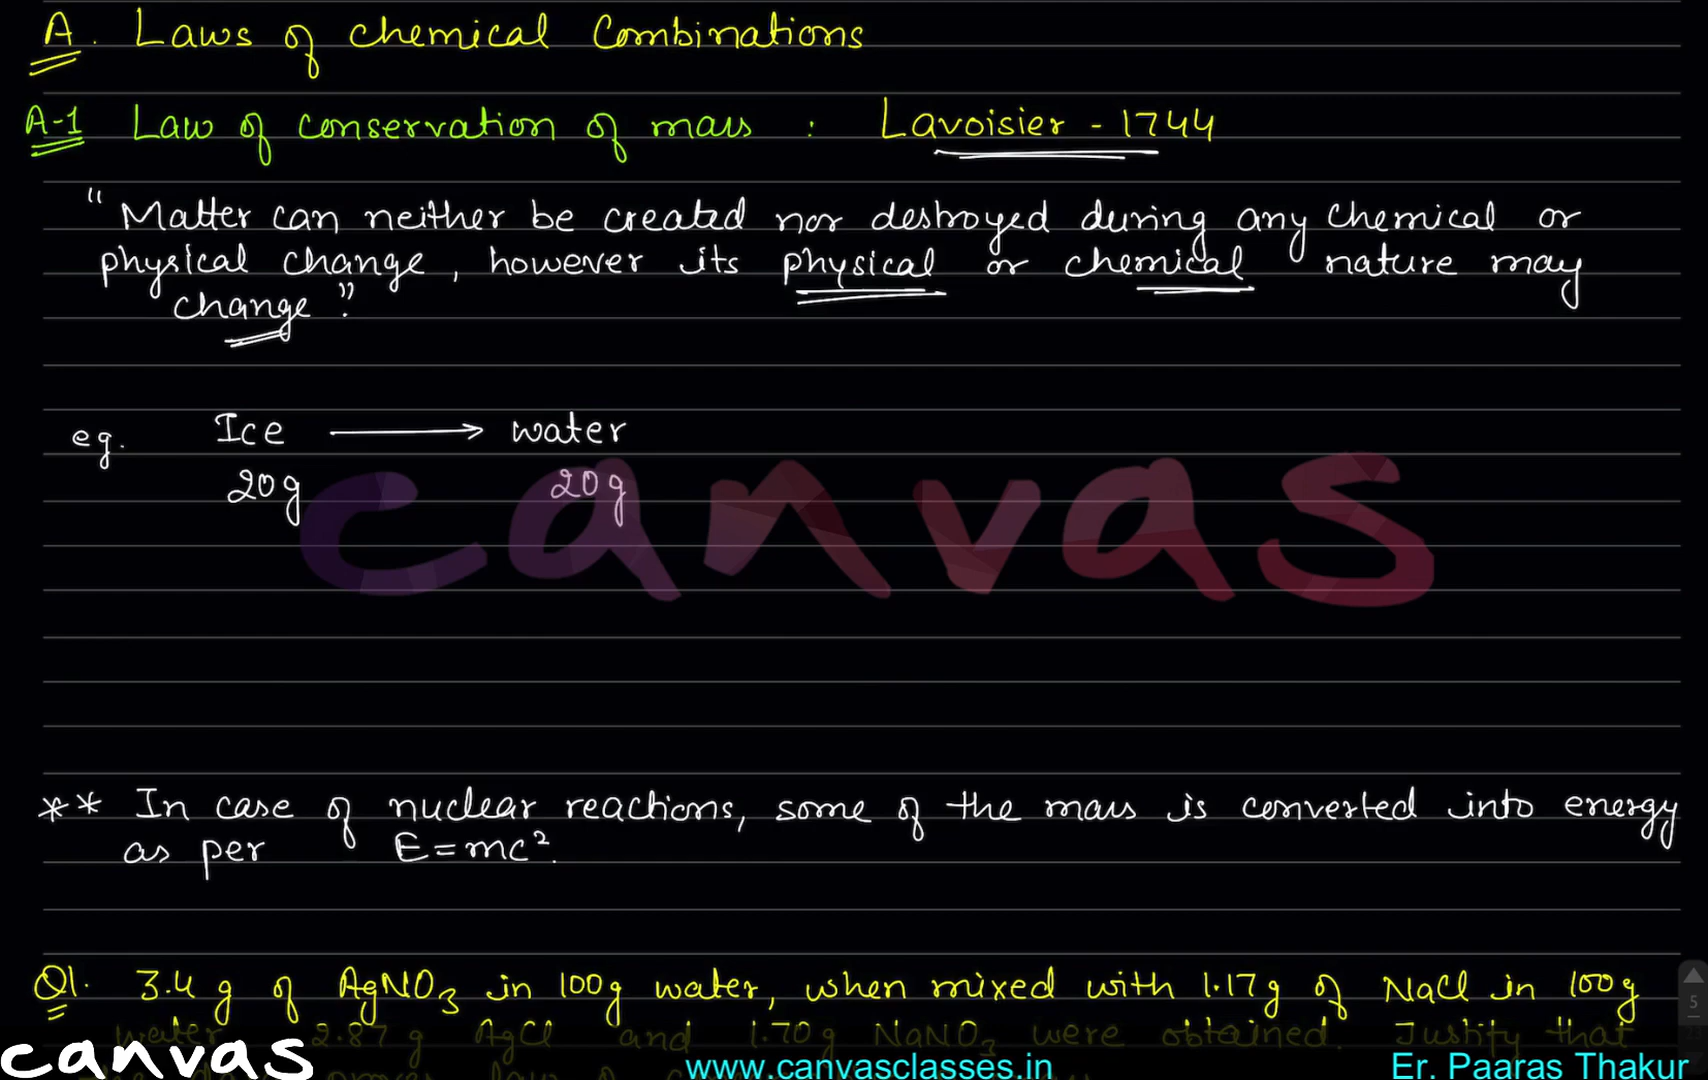 A. Laws of chemical Combinations
A-1 Law of conservation of mass : Lavoisier - 1744
"Matter can neither be created nor destroyed during any chemical or
physical change, however its physical or chemical nature may
change".
eg. Ice → water
20g 20g
canvas
** In case of nuclear reactions, some of the mass is converted into energy
as per E=mc².
Q1. 3.4 g of AgNO₃ in 100g water, when mixed with 1.17g of NaCl in 100g
water 2.87 g AgCl and 1.70g NaNO₃ were obtained. Justify that
canvas www.canvasclasses.in Er. Paaras Thakur
5